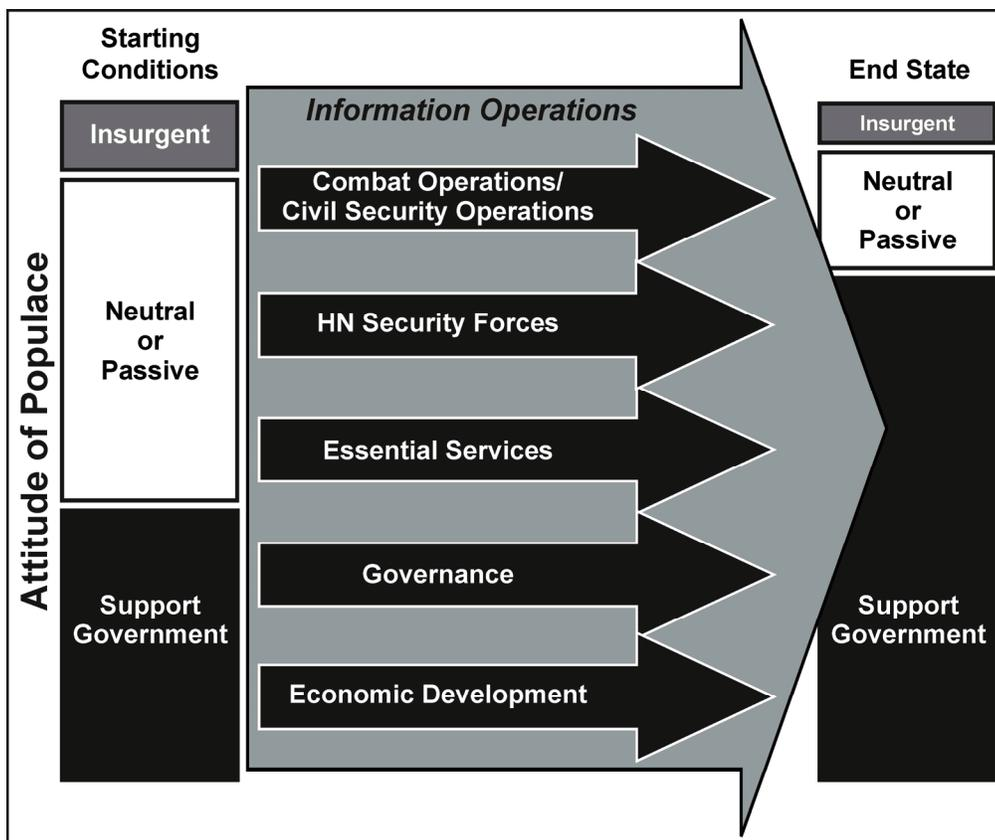 Starting
Conditions
End State
Attitude of Populace
Insurgent
Neutral
or
Passive
Support
Government
Information Operations
Combat Operations/
Civil Security Operations
HN Security Forces
Essential Services
Governance
Economic Development
Insurgent
Neutral
or
Passive
Support
Government